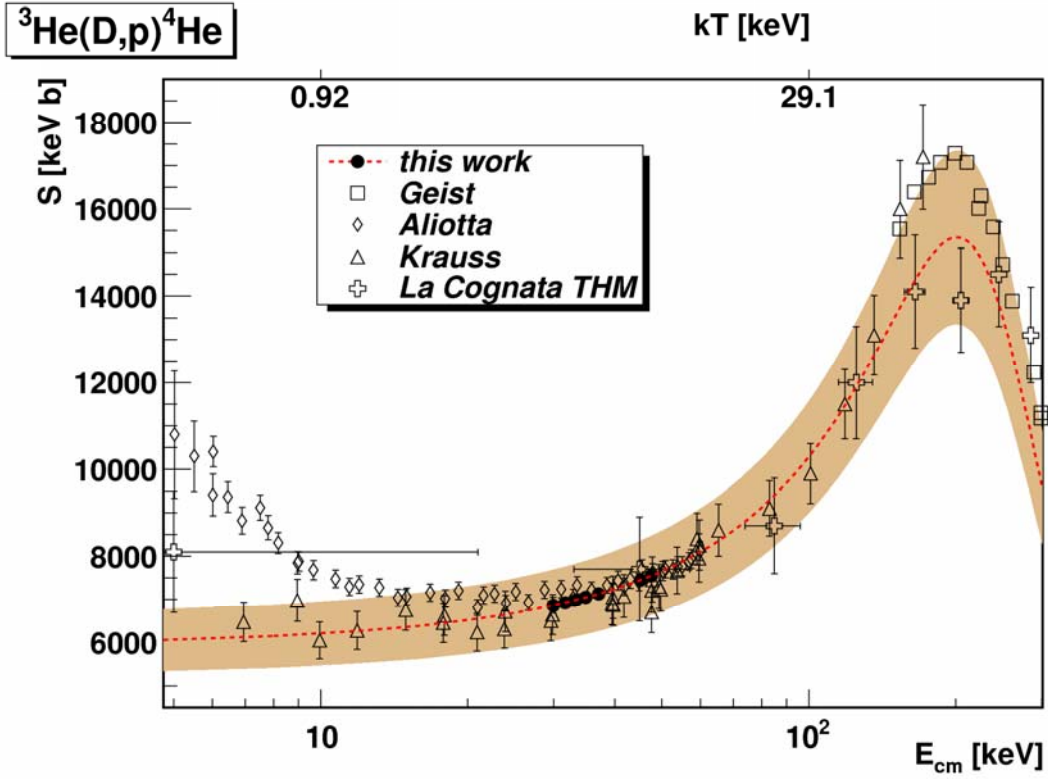 ³He(D,p)⁴He
kT [keV]
0.92
29.1
S [keV b]
18000
16000
14000
12000
10000
8000
6000
this work
Geist
Aliotta
Krauss
La Cognata THM
10
10²
E_cm [keV]